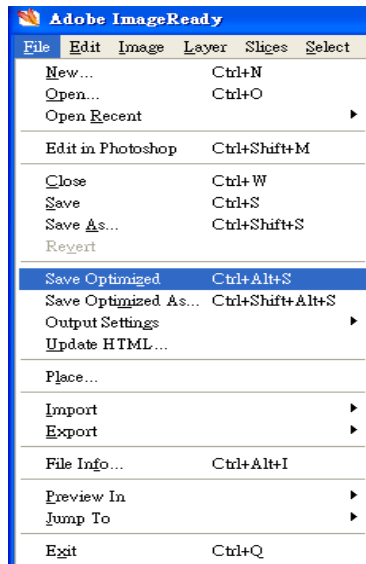 Adobe ImageReady
File Edit Image Layer Slices Select
New... Ctrl+N
Open... Ctrl+O
Open Recent
Edit in Photoshop Ctrl+Shift+M
Close Ctrl+W
Save Ctrl+S
Save As... Ctrl+Shift+S
Revert
Save Optimized Ctrl+Alt+S
Save Optimized As... Ctrl+Shift+Alt+S
Output Settings
Update HTML...
Place...
Import
Export
File Info... Ctrl+Alt+I
Preview In
Jump To
Exit Ctrl+Q